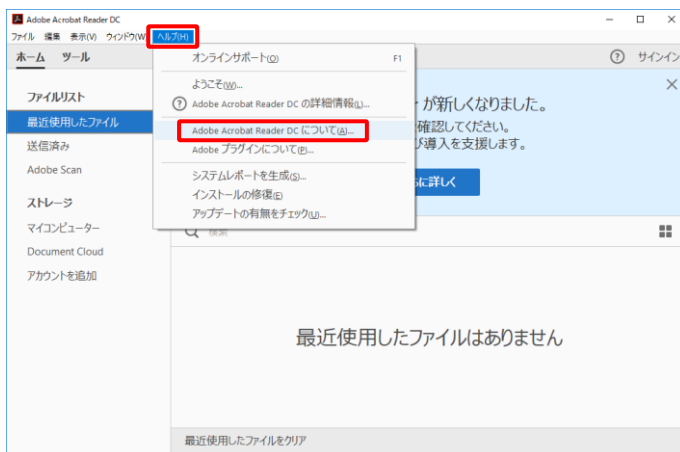 Adobe Acrobat Reader DC
ファイル 編集 表示(V) ウィンドウ(W) ヘルプ(H)
ホーム ツール
サインイン
オンラインサポート(O) F1
ようこそ(W)...
Adobe Acrobat Reader DC の詳細情報(L)...
Adobe Acrobat Reader DC について(A)...
Adobe プラグインについて(P)...
システムレポートを生成(S)...
インストールの修復(E)
アップデートの有無をチェック(U)...
ファイルリスト
最近使用したファイル
送信済み
Adobe Scan
ストレージ
マイコンピューター
Document Cloud
アカウントを追加
が新しくなりました。
確認してください。
導入を支援します。
に詳しく
検索
最近使用したファイルはありません
最近使用したファイルをクリア